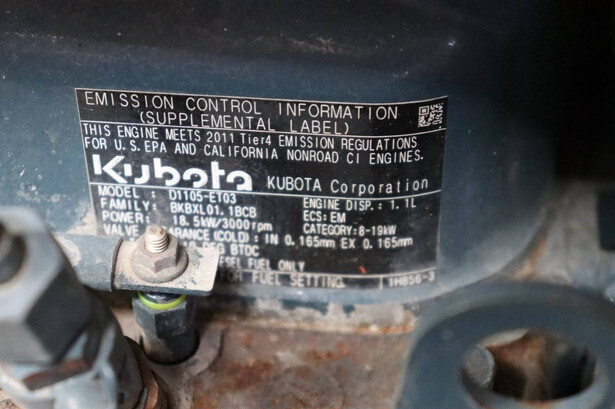 EMISSION CONTROL INFORMATION
(SUPPLEMENTAL LABEL)
THIS ENGINE MEETS 2011 Tier4 EMISSION REGULATIONS
FOR U.S.EPA AND CALIFORNIA NONROAD CI ENGINES.
Kubota KUBOTA Corporation
MODEL: D1105-ET03 ENGINE DISP.: 1.1L
FAMILY: BKBXL01.1BCB ECS:EM
POWER: 18.5kW/3000rpm CATEGORY:8-19kW
VALVE (COLD): IN 0.165mm EX 0.165mm
DEG BTDC
FUEL ONLY
FOR FUEL SETTING 1H856-3